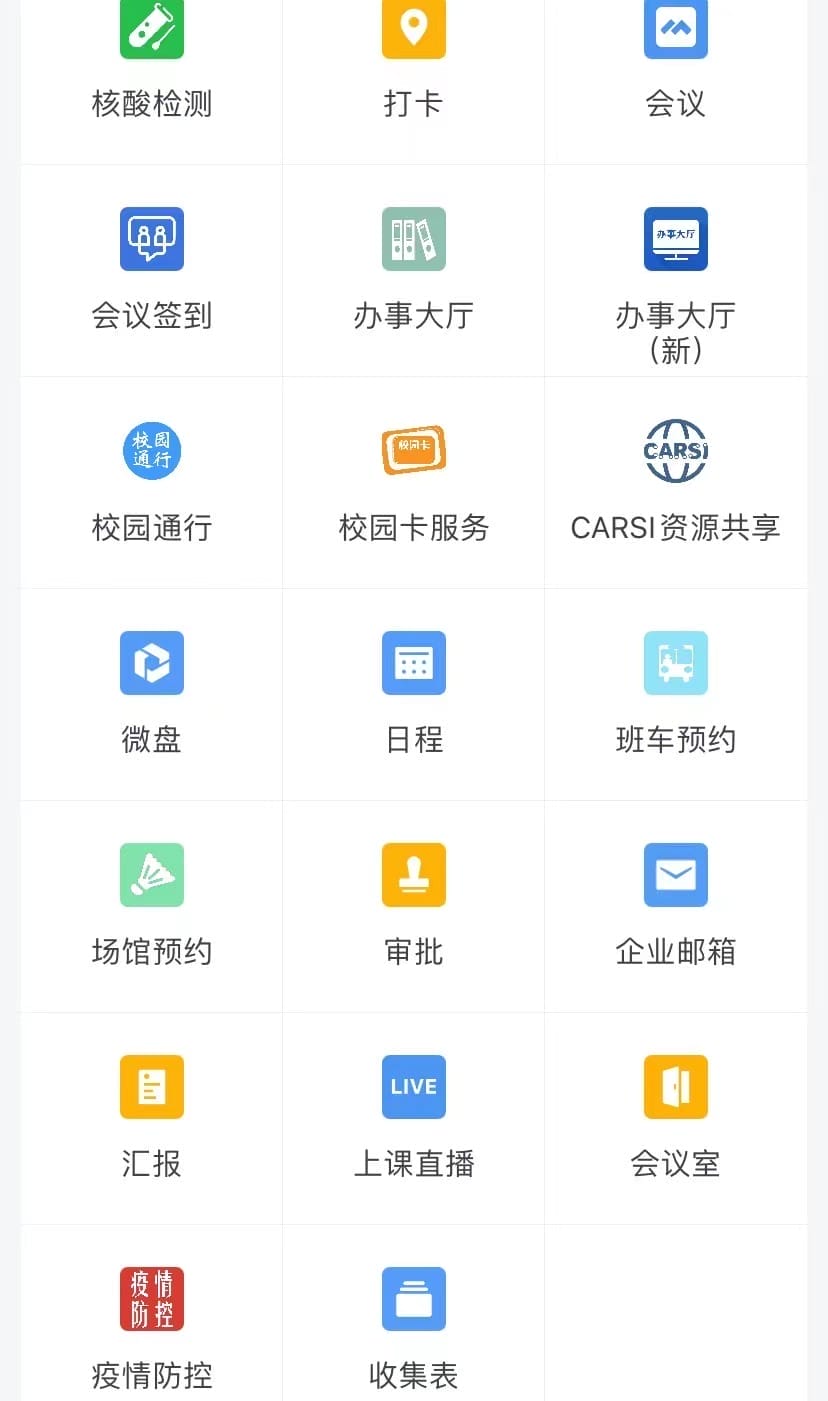 核酸检测
打卡
会议
会议签到
办事大厅
办事大厅
办事大厅
（新）
校园
通行
校园通行
校园卡
校园卡服务
CARSI
CARSI资源共享
微盘
日程
班车预约
场馆预约
审批
企业邮箱
汇报
LIVE
上课直播
会议室
疫情
防控
疫情防控
收集表